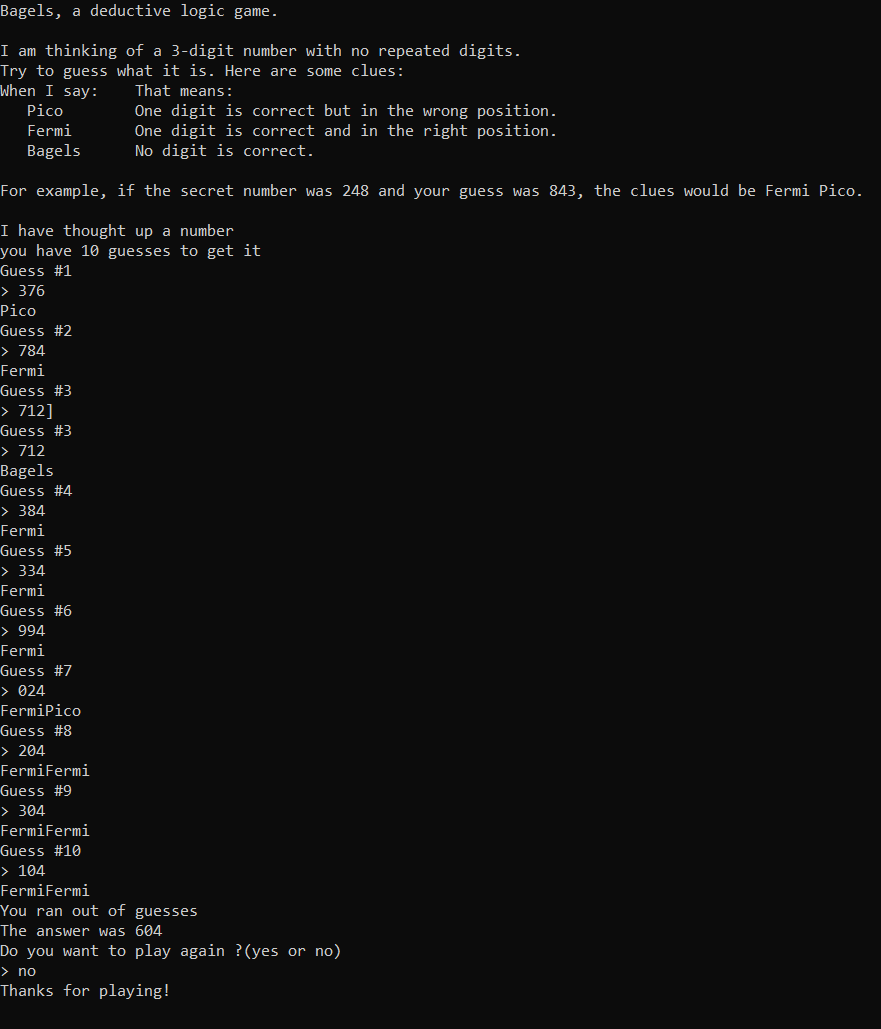 Bagels, a deductive logic game.
I am thinking of a 3-digit number with no repeated digits.
Try to guess what it is. Here are some clues:
When I say:    That means:
   Pico        One digit is correct but in the wrong position.
   Fermi       One digit is correct and in the right position.
   Bagels      No digit is correct.
For example, if the secret number was 248 and your guess was 843, the clues would be Fermi Pico.
I have thought up a number
you have 10 guesses to get it
Guess #1
> 376
Pico
Guess #2
> 784
Fermi
Guess #3
> 712]
Guess #3
> 712
Bagels
Guess #4
> 384
Fermi
Guess #5
> 334
Fermi
Guess #6
> 994
Fermi
Guess #7
> 024
FermiPico
Guess #8
> 204
FermiFermi
Guess #9
> 304
FermiFermi
Guess #10
> 104
FermiFermi
You ran out of guesses
The answer was 604
Do you want to play again ?(yes or no)
> no
Thanks for playing!